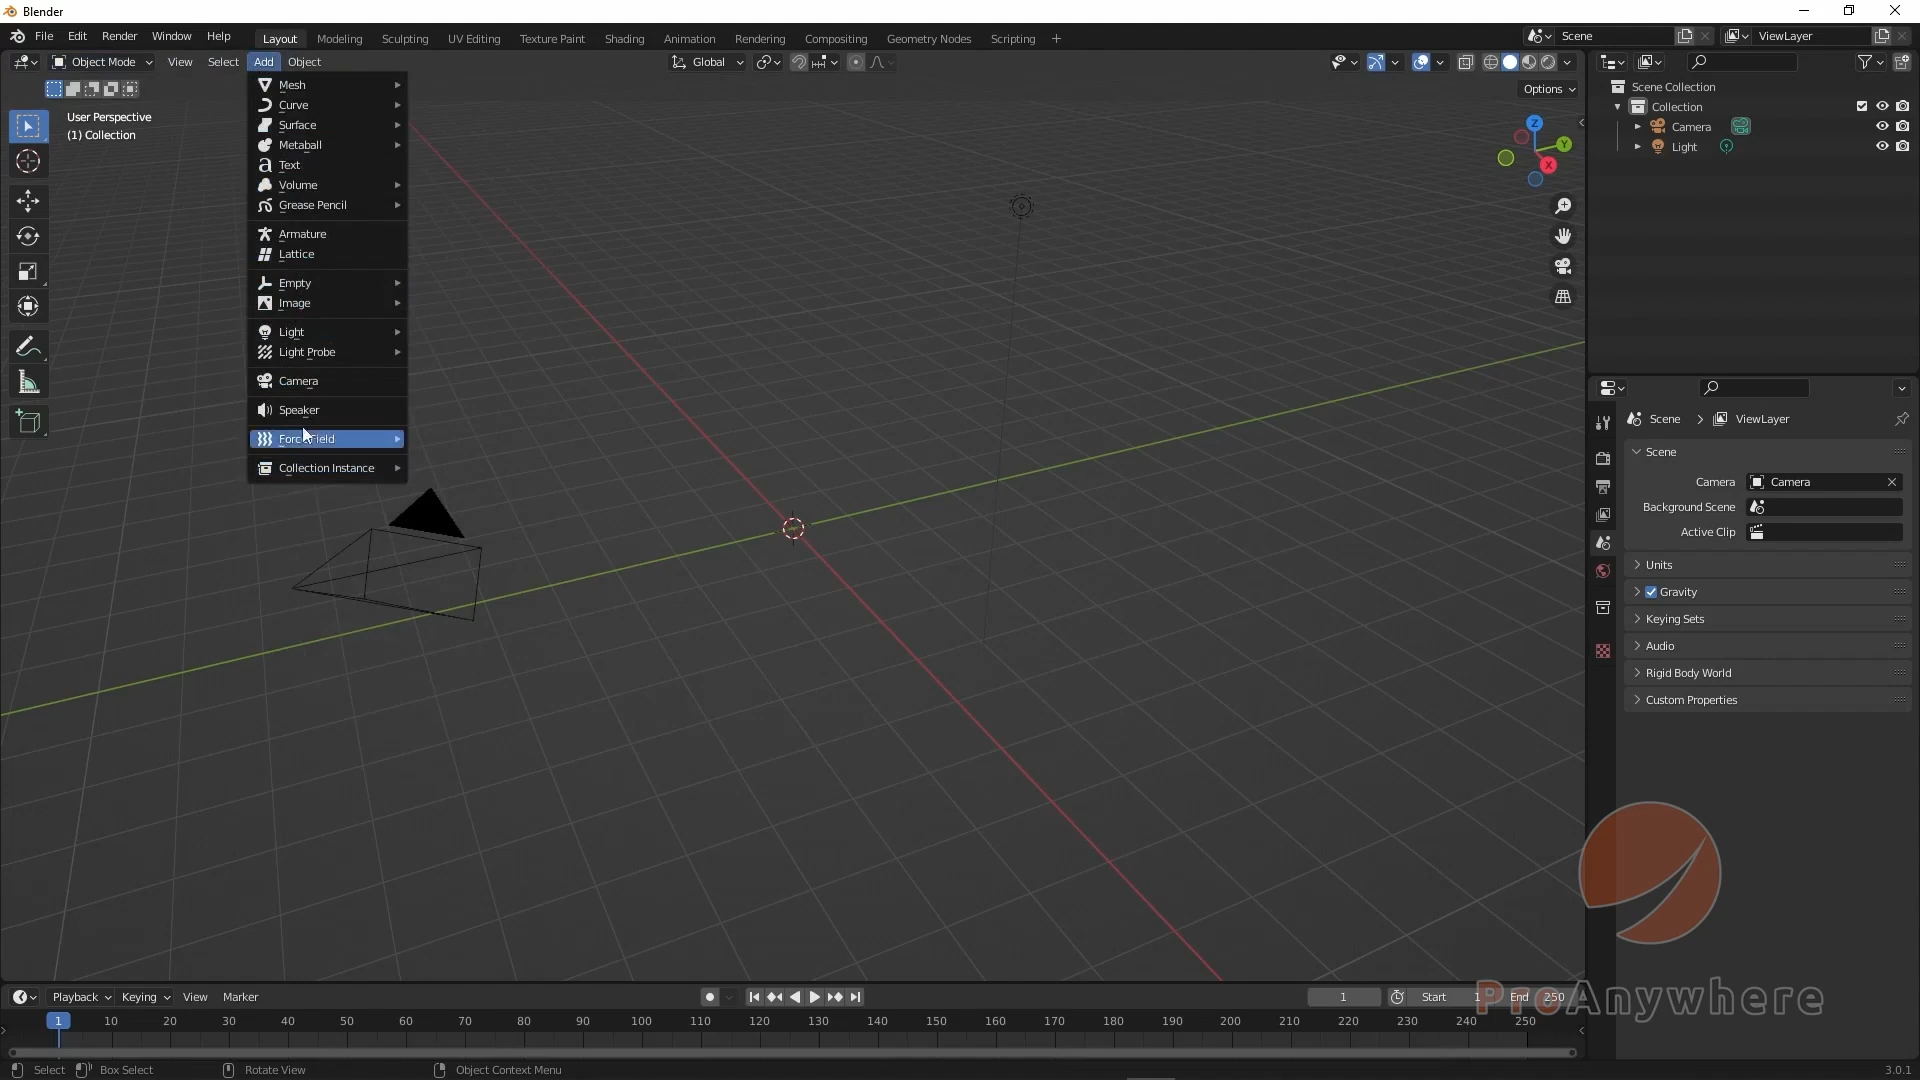 Blender
File Edit Render Window Help Layout Modeling Sculpting UV Editing Texture Paint Shading Animation Rendering Compositing Geometry Nodes Scripting + Scene ViewLayer
Object Mode View Select Add Object Global
Options
User Perspective
(1) Collection
Mesh
Curve
Surface
Metaball
Text
Volume
Grease Pencil
Armature
Lattice
Empty
Image
Light
Light Probe
Camera
Speaker
Force Field
Collection Instance
Z
Y
X
Scene Collection
Collection
Camera
Light
Scene > ViewLayer
Scene
Camera Camera
Background Scene
Active Clip
Units
Gravity
Keying Sets
Audio
Rigid Body World
Custom Properties
Playback Keying View Marker 1 Start 1 End 250
ProAnywhere
1 10 20 30 40 50 60 70 80 90 100 110 120 130 140 150 160 170 180 190 200 210 220 230 240 250
Select Box Select Rotate View Object Context Menu 3.0.1